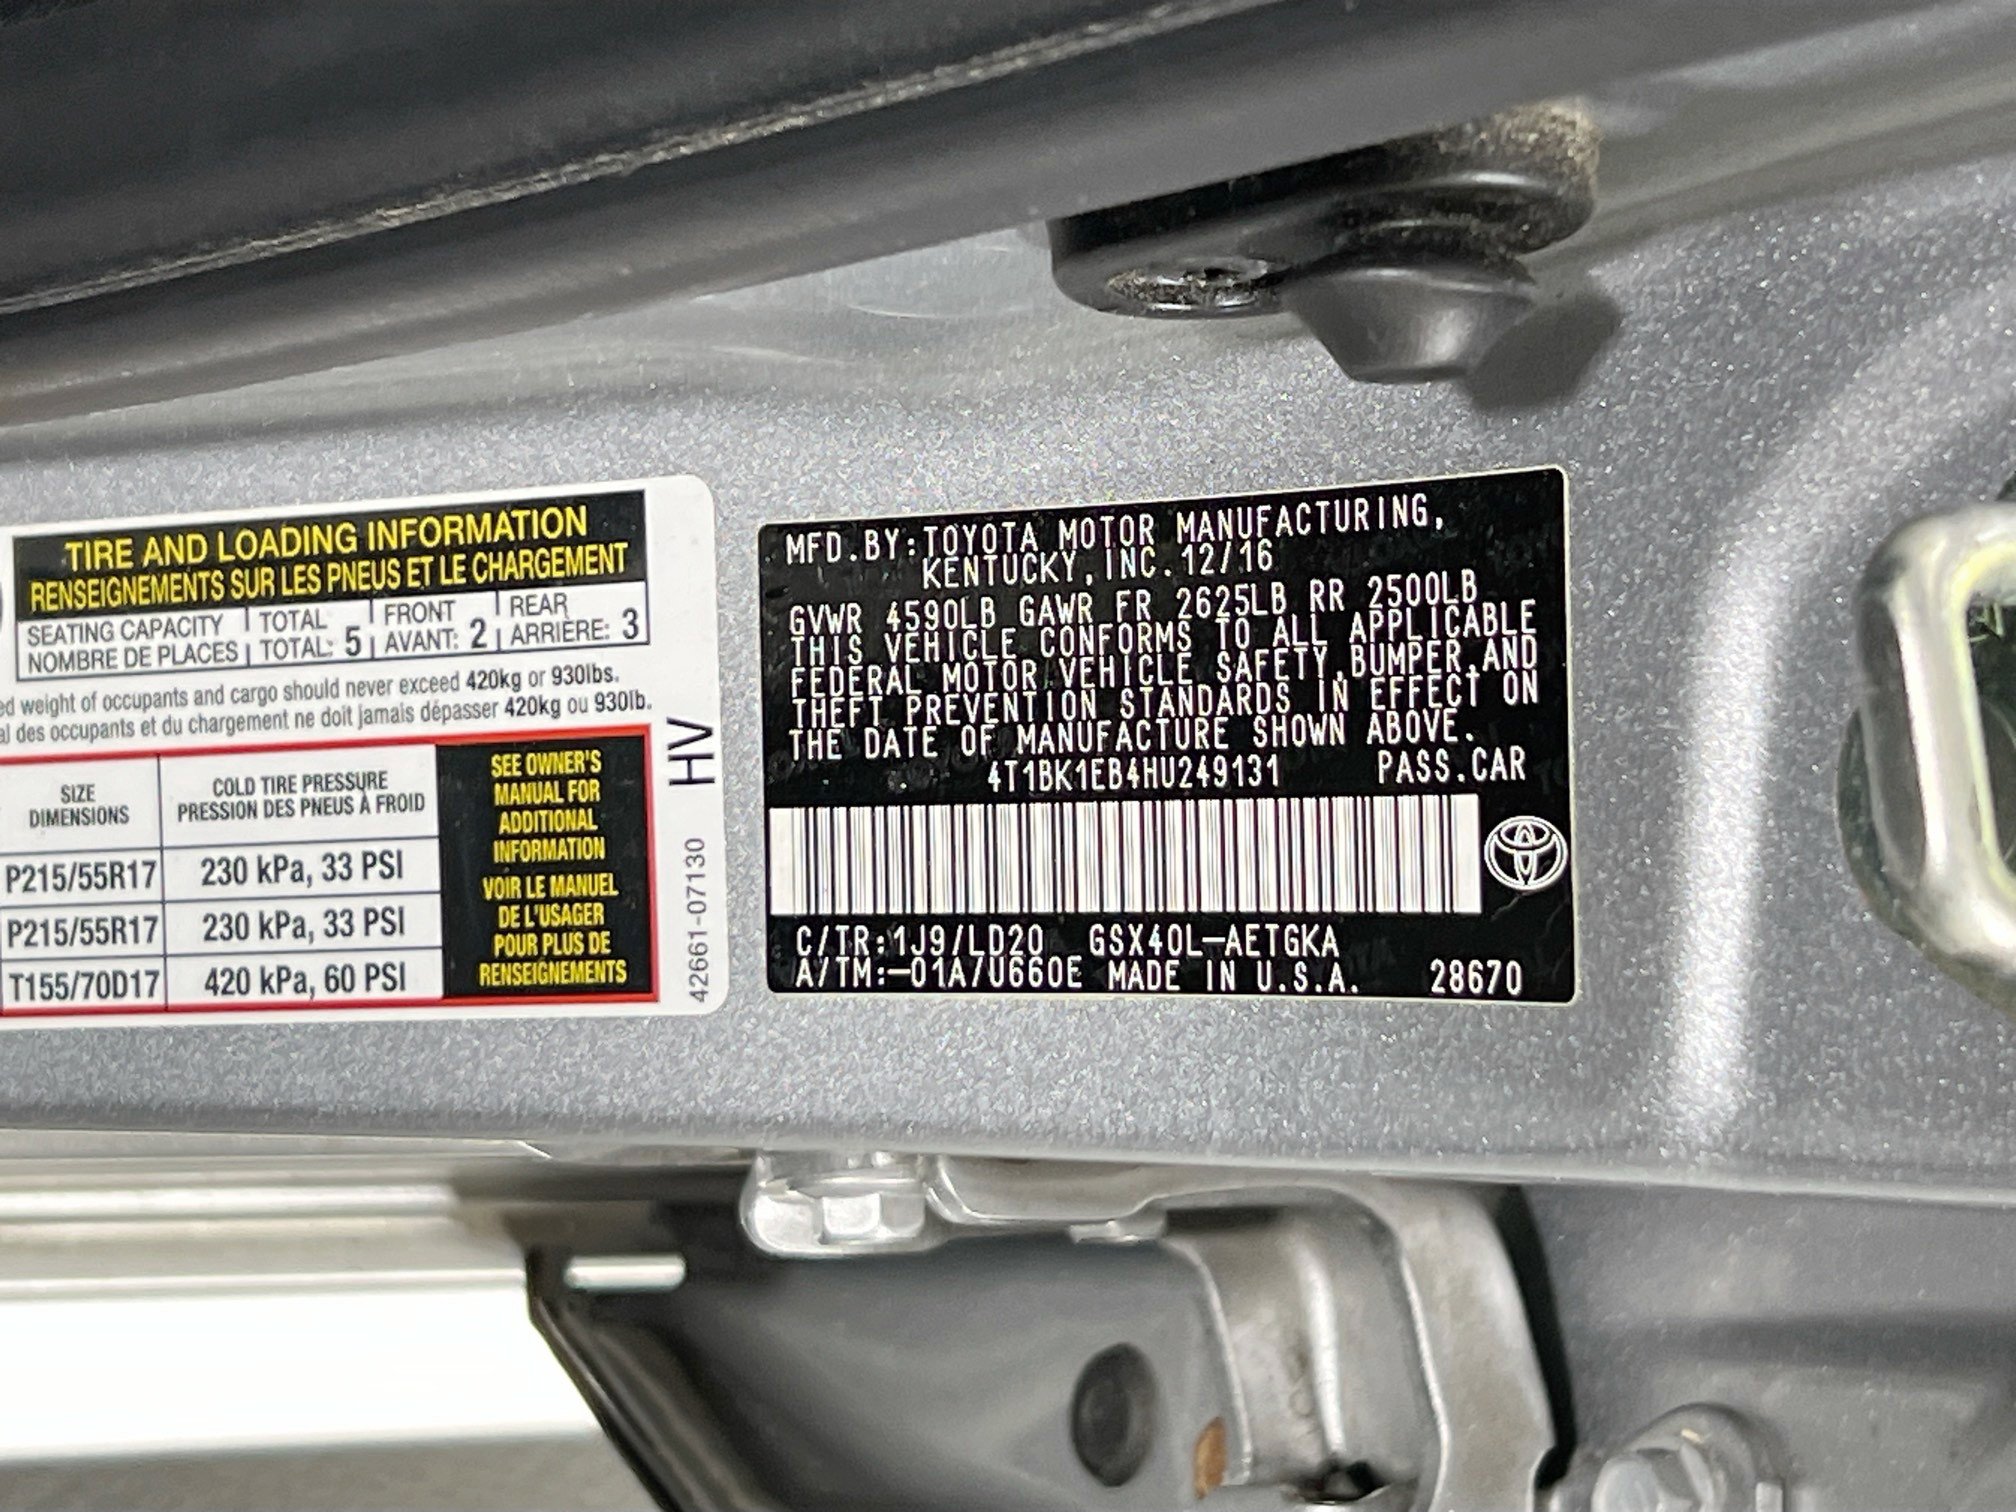 TIRE AND LOADING INFORMATION
RENSEIGNEMENTS SUR LES PNEUS ET LE CHARGEMENT
SEATING CAPACITY TOTAL FRONT REAR
NOMBRE DE PLACES TOTAL: 5 AVANT: 2 ARRIÈRE: 3
weight of occupants and cargo should never exceed 420kg or 930lbs.
des occupants et du chargement ne doit jamais dépasser 420kg ou 930lb.
SIZE
DIMENSIONS
COLD TIRE PRESSURE
PRESSION DES PNEUS À FROID
P215/55R17 230 kPa, 33 PSI
P215/55R17 230 kPa, 33 PSI
T155/70D17 420 kPa, 60 PSI
SEE OWNER'S
MANUAL FOR
ADDITIONAL
INFORMATION
VOIR LE MANUEL
DE L'USAGER
POUR PLUS DE
RENSEIGNEMENTS
HV
42661-07130
MFD.BY:TOYOTA MOTOR MANUFACTURING,
KENTUCKY,INC.12/16
GVWR 4590LB GAWR FR 2625LB RR 2500LB
THIS VEHICLE CONFORMS TO ALL APPLICABLE
FEDERAL MOTOR VEHICLE SAFETY,BUMPER,AND
THEFT PREVENTION STANDARDS IN EFFECT ON
THE DATE OF MANUFACTURE SHOWN ABOVE.
4T1BK1EB4HU249131 PASS.CAR
C/TR:1J9/LD20 GSX40L-AETGKA
A/TM:-01A/U660E MADE IN U.S.A. 28670